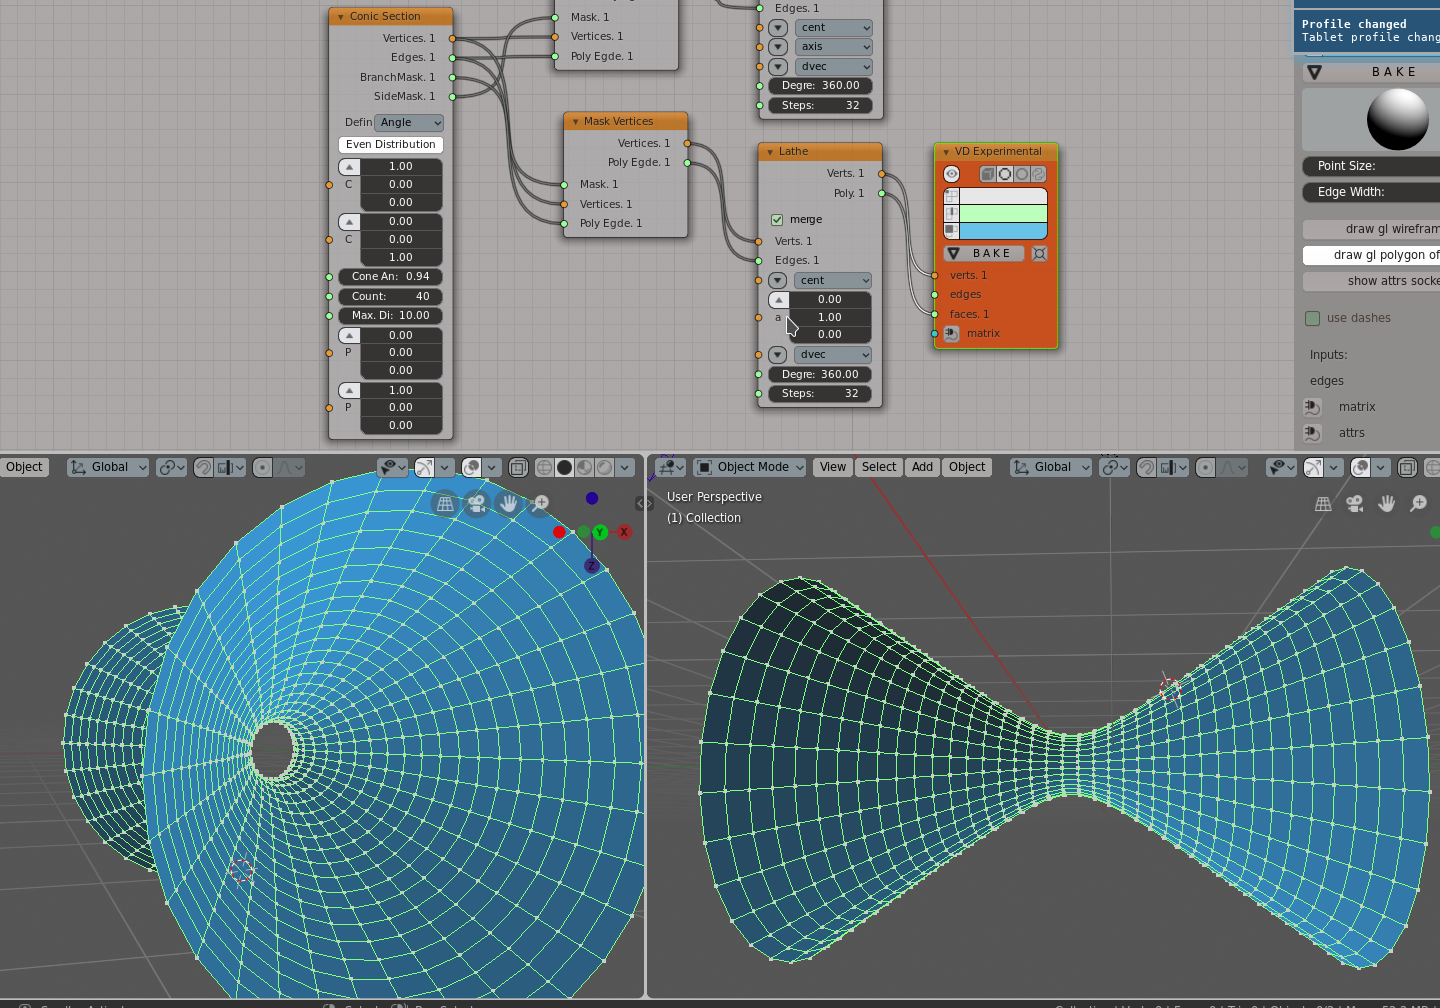 Conic Section
Vertices. 1
Edges. 1
BranchMask. 1
SideMask. 1
Defin Angle
Even Distribution
1.00
C 0.00
0.00
0.00
C 0.00
1.00
Cone An: 0.94
Count: 40
Max. Di: 10.00
0.00
P 0.00
0.00
1.00
P 0.00
0.00
Mask. 1
Vertices. 1
Poly Egde. 1
Mask Vertices
Vertices. 1
Poly Egde. 1
Mask. 1
Vertices. 1
Poly Egde. 1
Edges. 1
cent
axis
dvec
Degre: 360.00
Steps: 32
Lathe
Verts. 1
Poly. 1
merge
Verts. 1
Edges. 1
cent
0.00
a 1.00
0.00
dvec
Degre: 360.00
Steps: 32
VD Experimental
BAKE
verts. 1
edges
faces. 1
matrix
Profile changed
Tablet profile chang
BAKE
Point Size:
Edge Width:
draw gl wirefram
draw gl polygon of
show attrs socke
use dashes
Inputs:
edges
matrix
attrs
Object
Global
Y
X
Z
Object Mode
View
Select
Add
Object
Global
User Perspective
(1) Collection